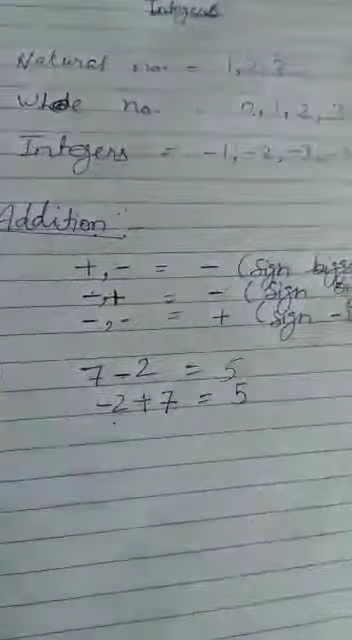 Integers
Natural no. = 1, 2, 3
Whole no. 0, 1, 2, 3
Integers = -1, -2, -3,
Addition :-
+, - = - (Sign bigg
-, + = - (Sign
-, - = + (Sign -
7 - 2 = 5
-2 + 7 = 5